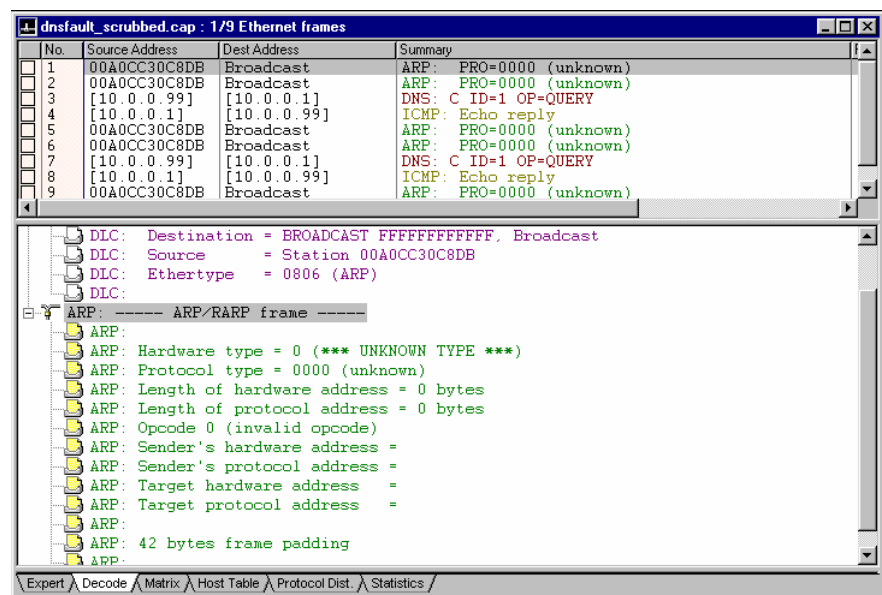 dnsfault_scrubbed.cap : 1/9 Ethernet frames
No. Source Address Dest Address Summary
1 00A0CC30C8DB Broadcast ARP: PRO=0000 (unknown)
2 00A0CC30C8DB Broadcast ARP: PRO=0000 (unknown)
3 [10.0.0.99] [10.0.0.1] DNS: C ID=1 OP=QUERY
4 [10.0.0.1] [10.0.0.99] ICMP: Echo reply
5 00A0CC30C8DB Broadcast ARP: PRO=0000 (unknown)
6 00A0CC30C8DB Broadcast ARP: PRO=0000 (unknown)
7 [10.0.0.99] [10.0.0.1] DNS: C ID=1 OP=QUERY
8 [10.0.0.1] [10.0.0.99] ICMP: Echo reply
9 00A0CC30C8DB Broadcast ARP: PRO=0000 (unknown)
DLC: Destination = BROADCAST FFFFFFFFFFFF, Broadcast
DLC: Source = Station 00A0CC30C8DB
DLC: Ethertype = 0806 (ARP)
DLC:
ARP: ----- ARP/RARP frame -----
ARP:
ARP: Hardware type = 0 (*** UNKNOWN TYPE ***)
ARP: Protocol type = 0000 (unknown)
ARP: Length of hardware address = 0 bytes
ARP: Length of protocol address = 0 bytes
ARP: Opcode 0 (invalid opcode)
ARP: Sender's hardware address =
ARP: Sender's protocol address =
ARP: Target hardware address =
ARP: Target protocol address =
ARP:
ARP: 42 bytes frame padding
ARP:
Expert Decode Matrix Host Table Protocol Dist. Statistics